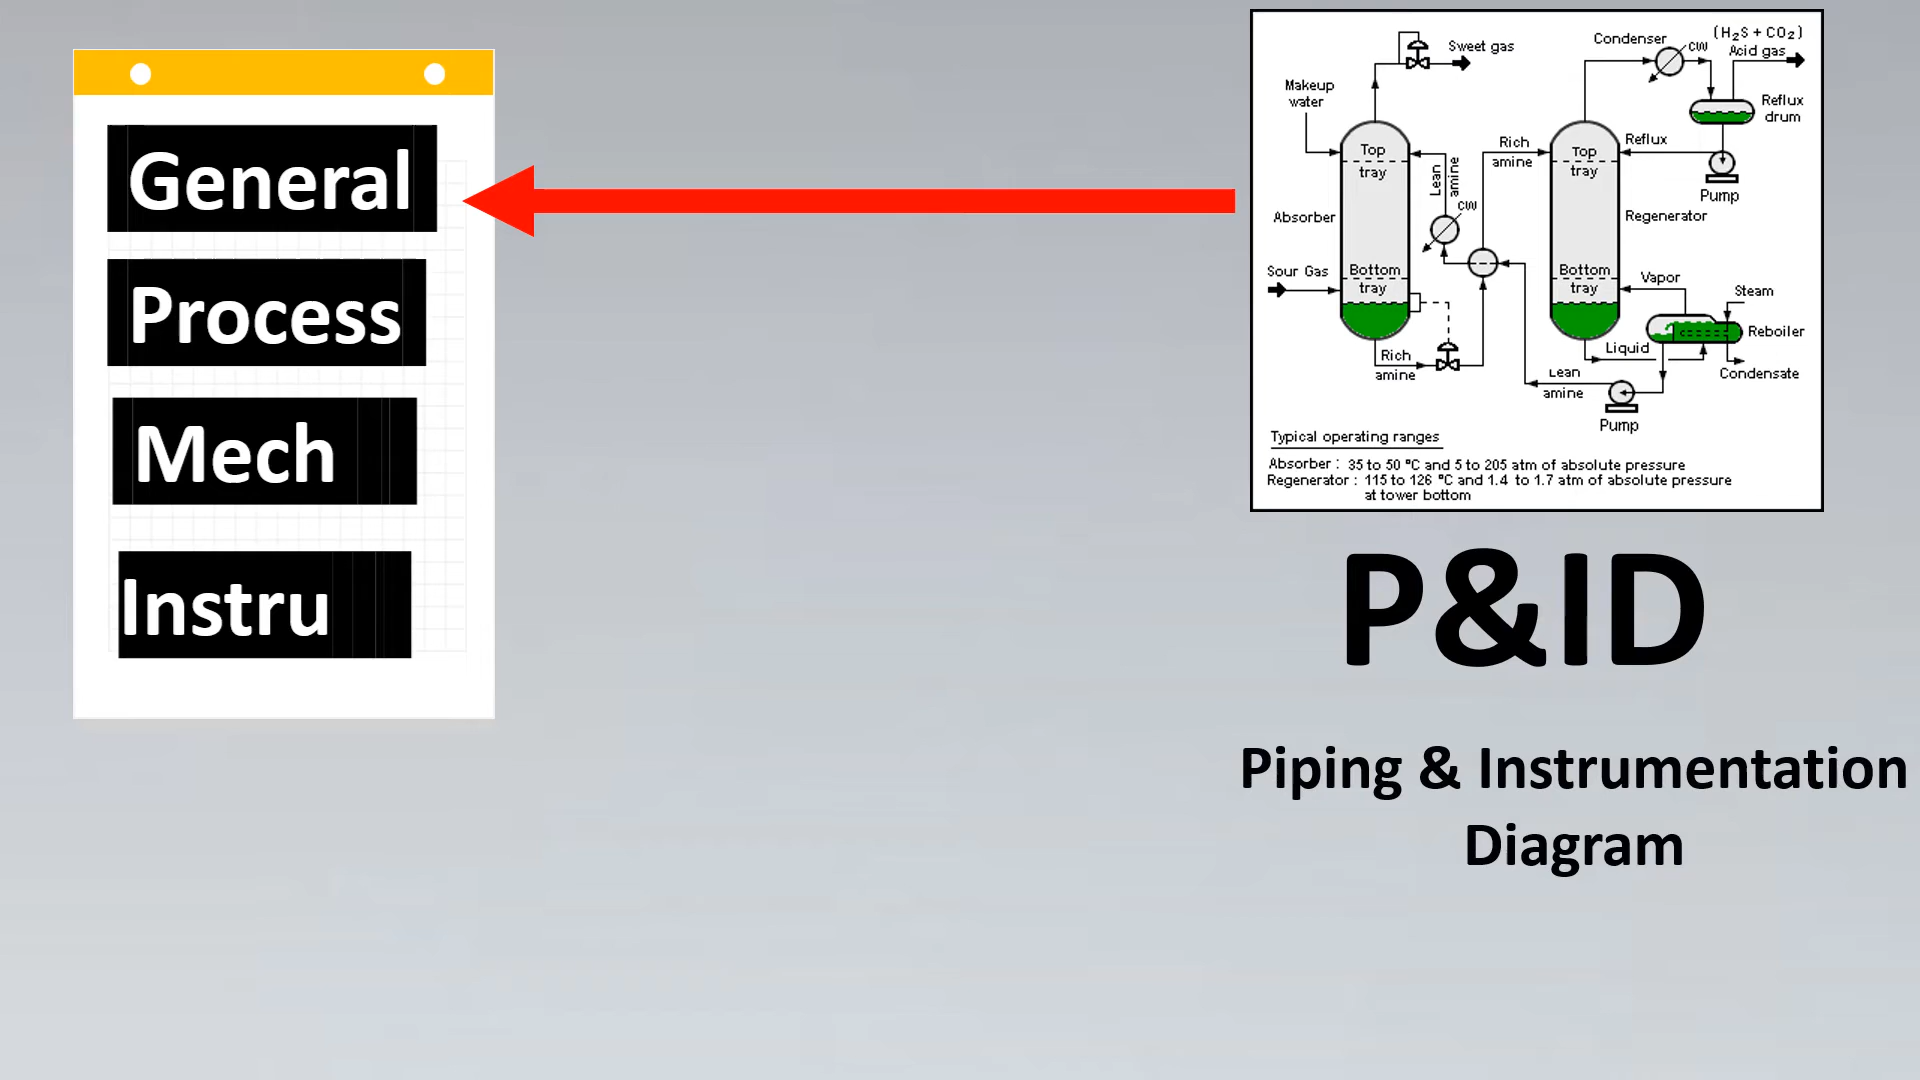 General
Process
Mech
Instru
Sweet gas
Makeup
water
Top
tray
Lean
amine
CW
Absorber
Sour Gas
Bottom
tray
Rich
amine
Condenser
CW
(H₂S + CO₂)
Acid gas
Reflux
drum
Rich
amine
Top
tray
Reflux
Pump
Regenerator
Bottom
tray
Vapor
Steam
Reboiler
Liquid
Condensate
Lean
amine
Pump
Typical operating ranges
Absorber : 35 to 50 °C and 5 to 205 atm of absolute pressure
Regenerator : 115 to 126 °C and 1.4 to 1.7 atm of absolute pressure
at tower bottom
P&ID
Piping & Instrumentation
Diagram